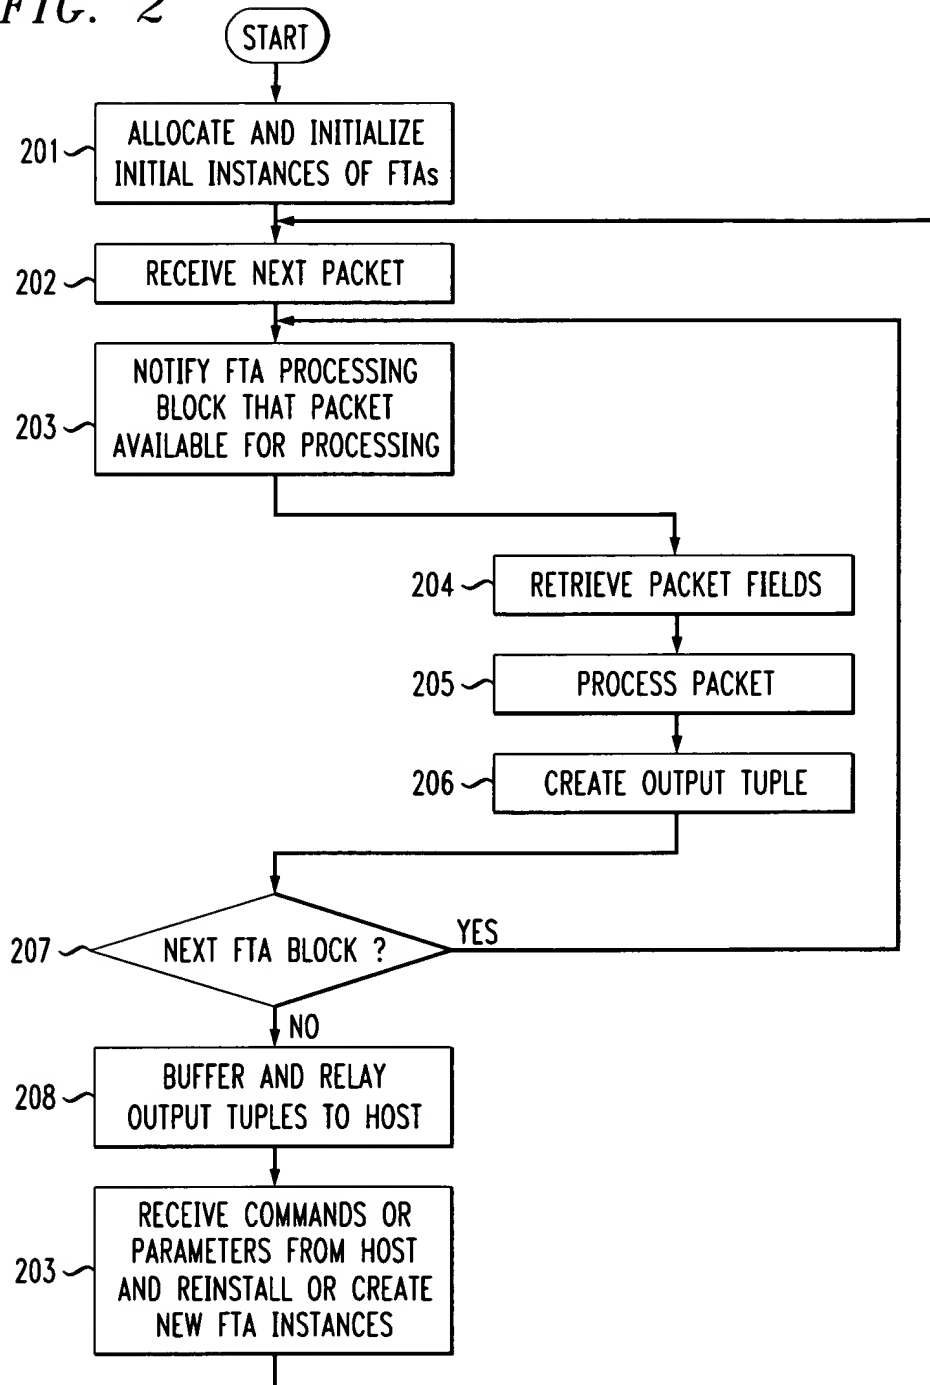 FIG. 2
START
201
ALLOCATE AND INITIALIZE
INITIAL INSTANCES OF FTAs
202
RECEIVE NEXT PACKET
203
NOTIFY FTA PROCESSING
BLOCK THAT PACKET
AVAILABLE FOR PROCESSING
204
RETRIEVE PACKET FIELDS
205
PROCESS PACKET
206
CREATE OUTPUT TUPLE
207
NEXT FTA BLOCK ?
YES
NO
208
BUFFER AND RELAY
OUTPUT TUPLES TO HOST
203
RECEIVE COMMANDS OR
PARAMETERS FROM HOST
AND REINSTALL OR CREATE
NEW FTA INSTANCES